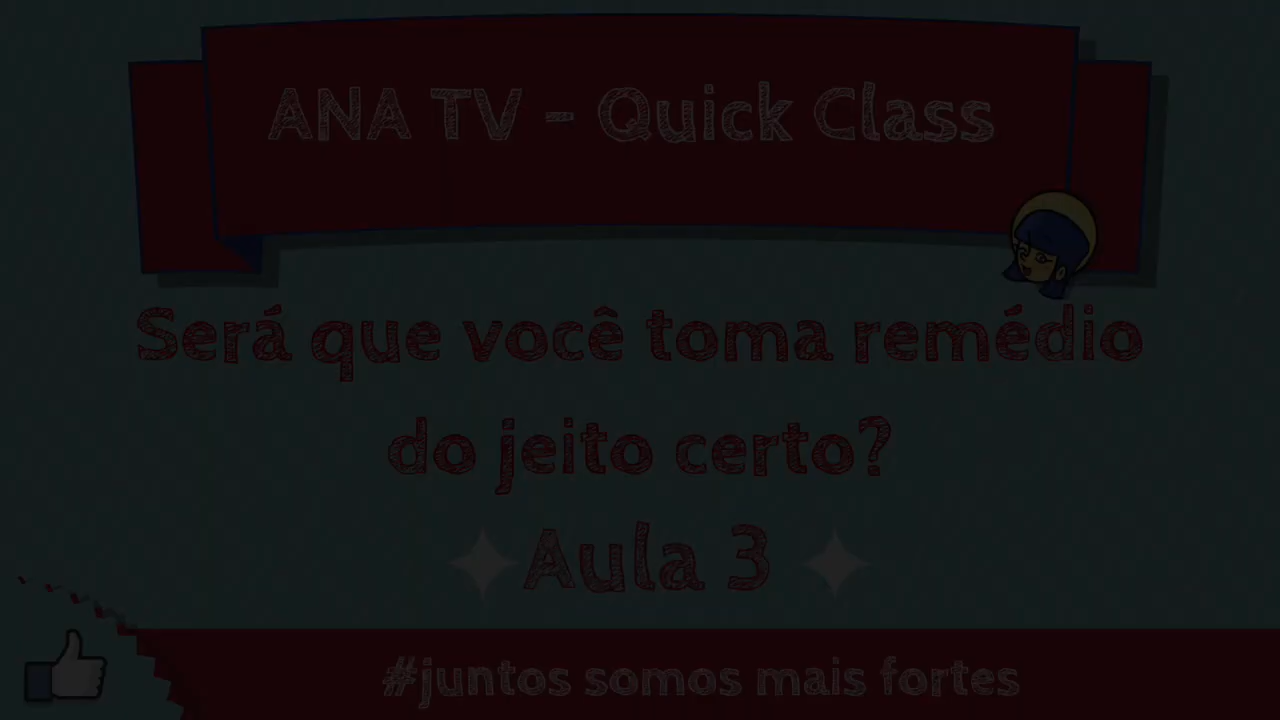 ANA TV - Quick Class
Será que você toma remédio
do jeito certo?
Aula 3
#juntos somos mais fortes